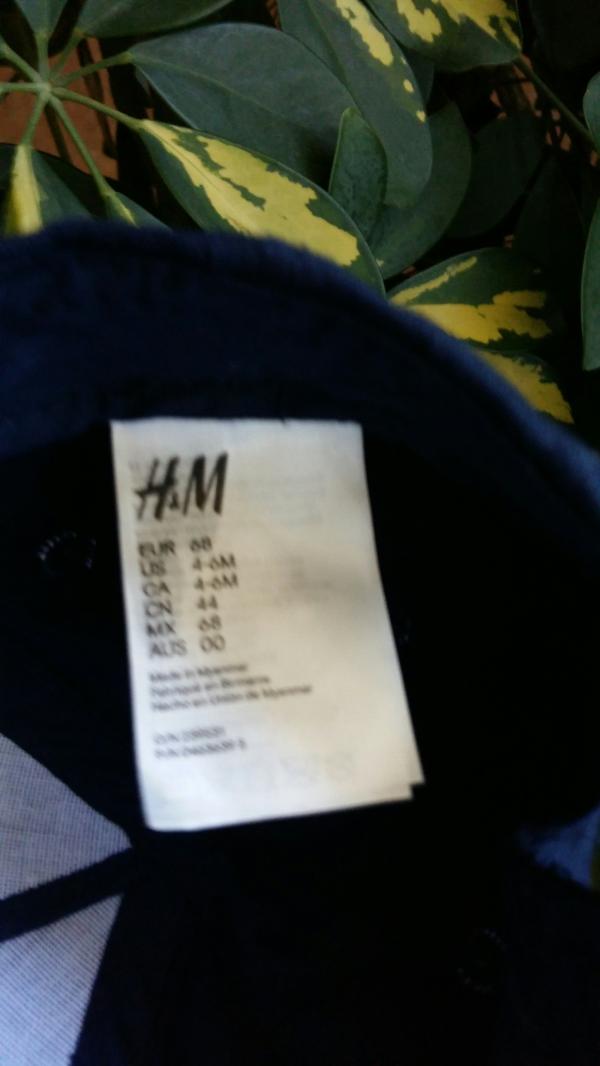 H&M
EUR 68
US 4-6M
CA 4-6M
CN 44
MX 68
AUS 00
Made in Myanmar
Fabriqué en Birmanie
Hecho en Unión de Myanmar